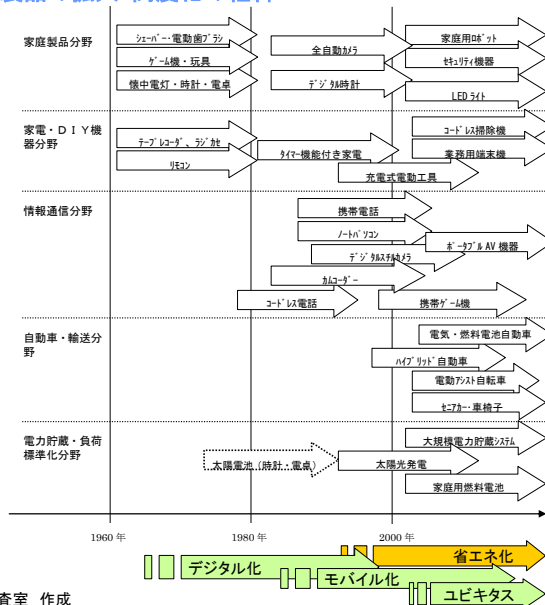 家庭製品分野
シェーバー・電動歯ブラシ
ゲーム機・玩具
懐中電灯・時計・電卓
全自動カメラ
デジタル時計
家庭用ロボット
セキュリティ機器
LEDライト
家電・ＤＩＹ機
器分野
テープレコーダ、ラジカセ
リモコン
タイマー機能付き家電
充電式電動工具
コードレス掃除機
業務用端末機
情報通信分野
携帯電話
ノートパソコン
デジタルスチルカメラ
カムコーダー
コードレス電話
ポータブルAV機器
携帯ゲーム機
自動車・輸送分
野
電気・燃料電池自動車
ハイブリッド自動車
電動アシスト自転車
セニアカー・車椅子
電力貯蔵・負荷
標準化分野
太陽電池（時計・電卓）
太陽光発電
大規模電力貯蔵システム
家庭用燃料電池
1960 年
1980 年
2000 年
省エネ化
デジタル化
モバイル化
ユビキタス
査室 作成